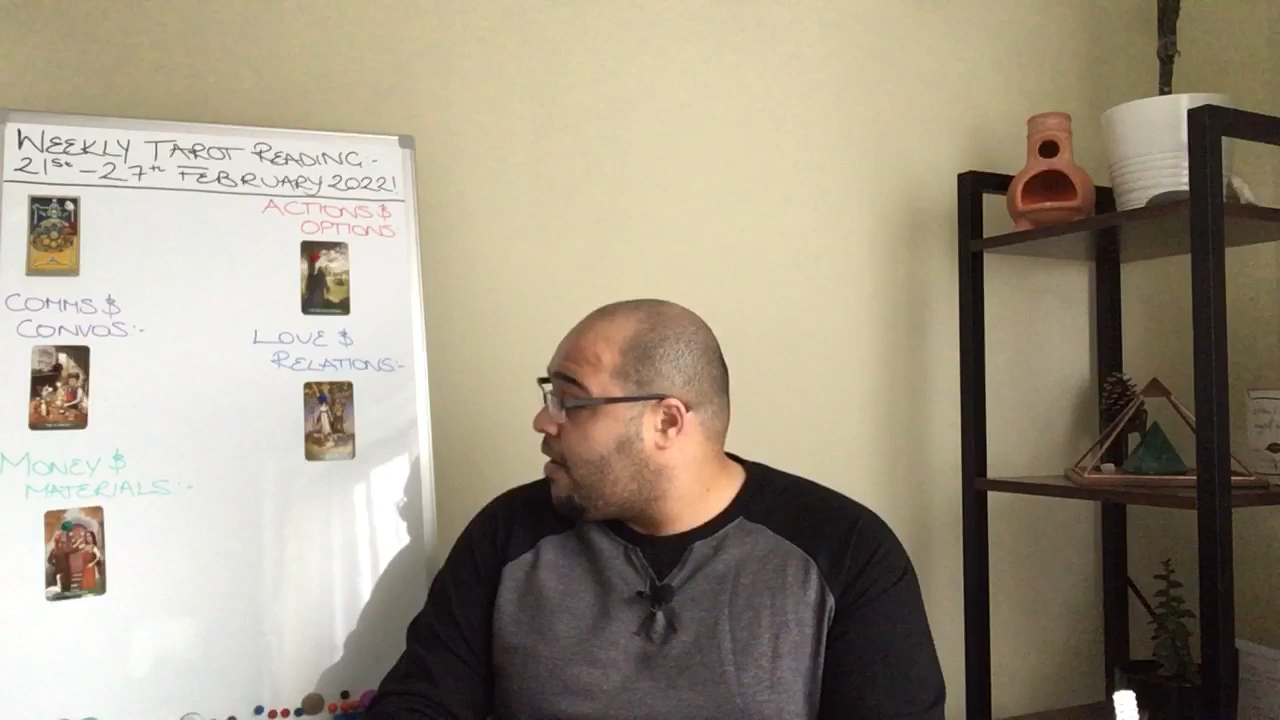 WEEKLY TAROT READING:-
21st - 27th FEBRUARY 2022!
ACTIONS &
OPTIONS
COMMS &
CONVOS:-
LOVE &
RELATIONS:-
MONEY &
MATERIALS:-